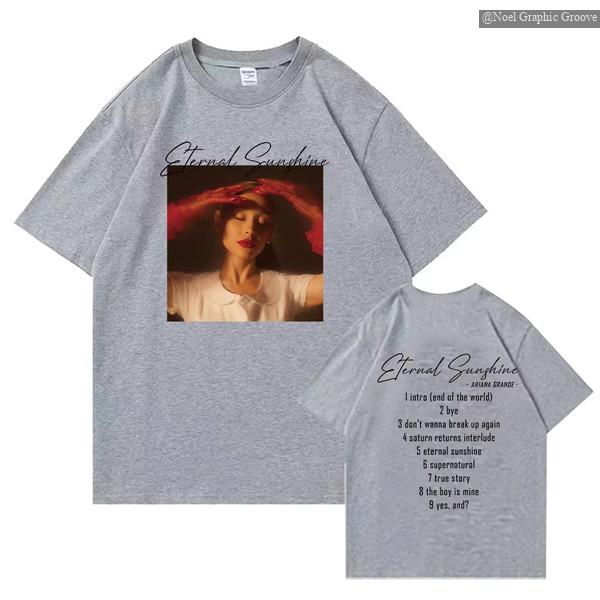 @Noel Graphic Groove
Eternal Sunshine
Eternal Sunshine
- ARIANA GRANDE -
1 intro (end of the world)
2 bye
3 don't wanna break up again
4 saturn returns interlude
5 eternal sunshine
6 supernatural
7 true story
8 the boy is mine
9 yes, and?